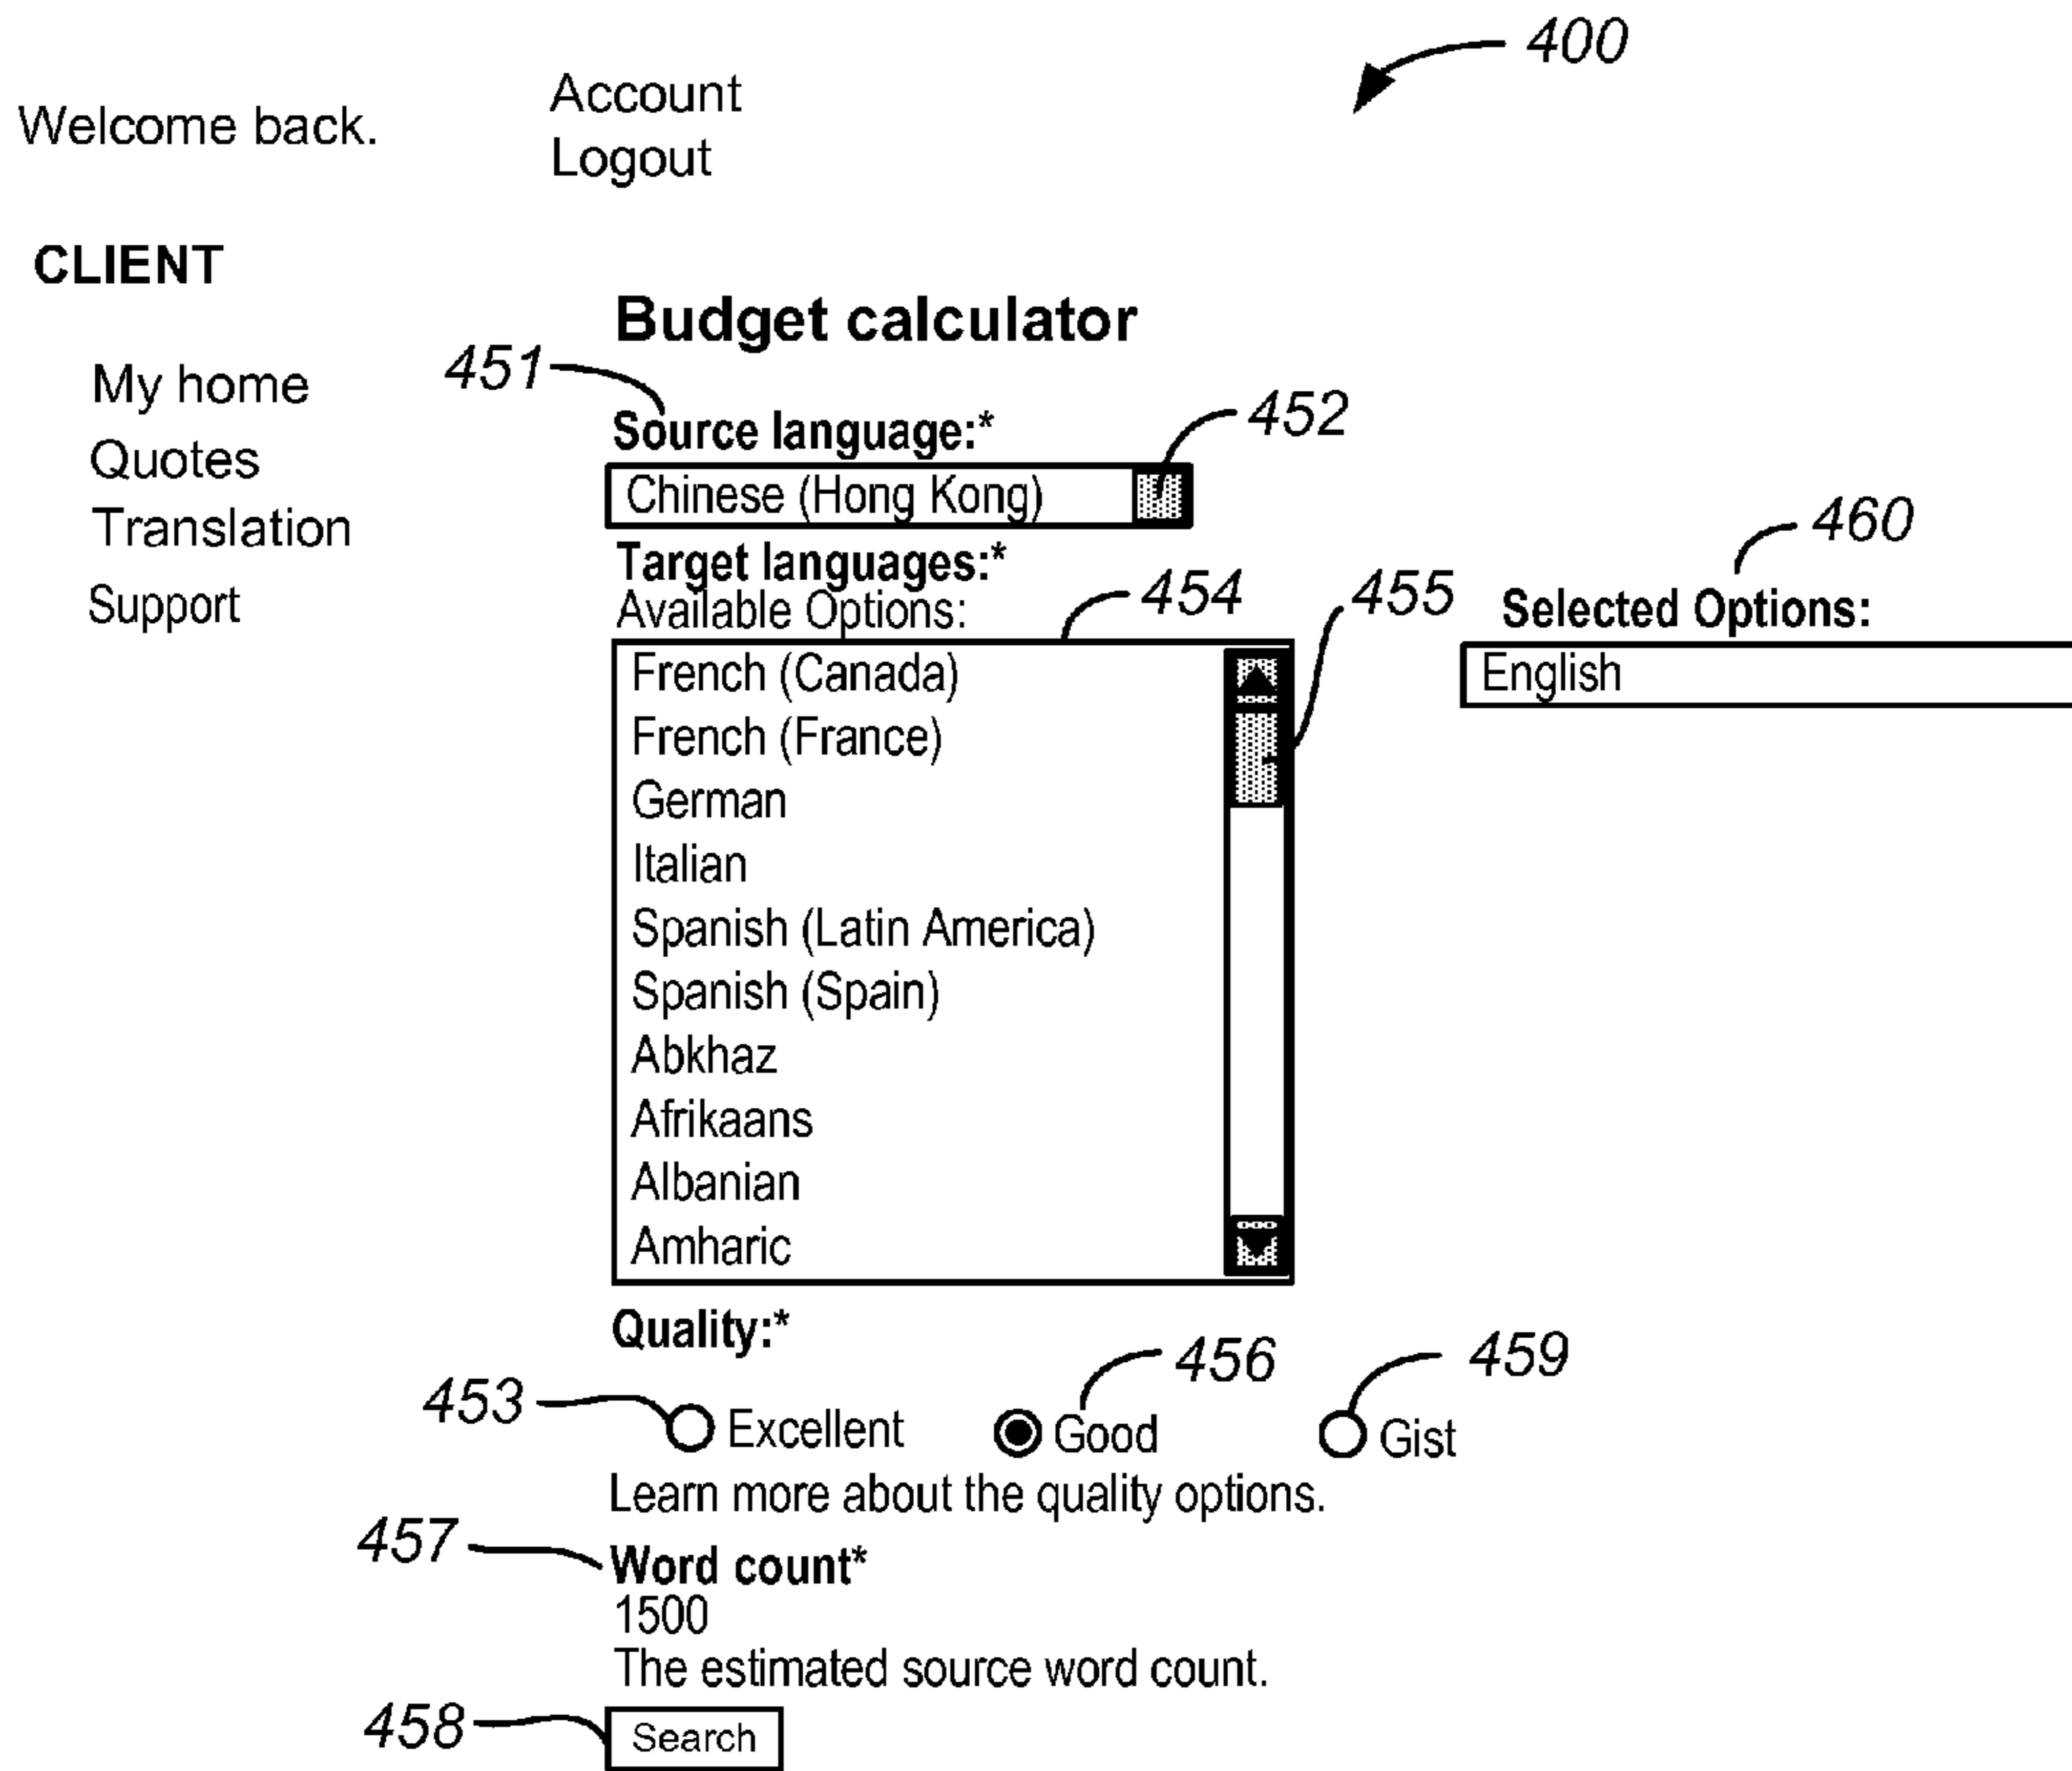 400
Welcome back.
Account
Logout
CLIENT
My home
Quotes
Translation
Support
Budget calculator
451
Source language:*
452
Chinese (Hong Kong)
Target languages:*
Available Options:
454
455
460
Selected Options:
English
French (Canada)
French (France)
German
Italian
Spanish (Latin America)
Spanish (Spain)
Abkhaz
Afrikaans
Albanian
Amharic
Quality:*
453
456
459
Excellent Good Gist
Learn more about the quality options.
457
Word count*
1500
The estimated source word count.
458
Search